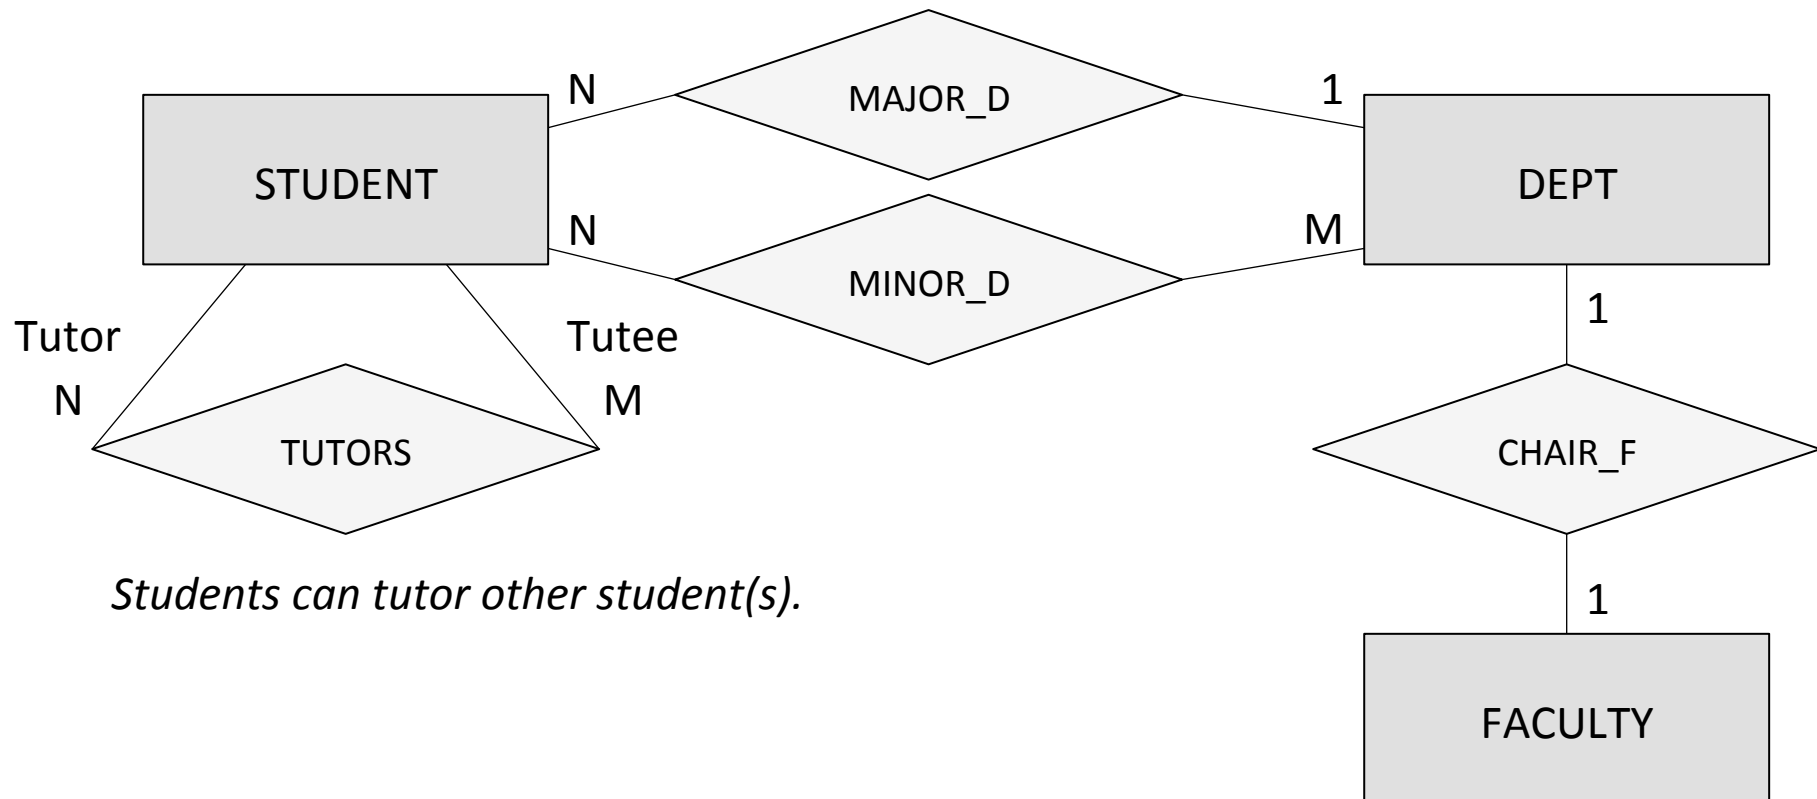 N
MAJOR_D
1
STUDENT
DEPT
N
MINOR_D
M
Tutor
Tutee
1
N
M
TUTORS
CHAIR_F
Students can tutor other student(s).
1
FACULTY